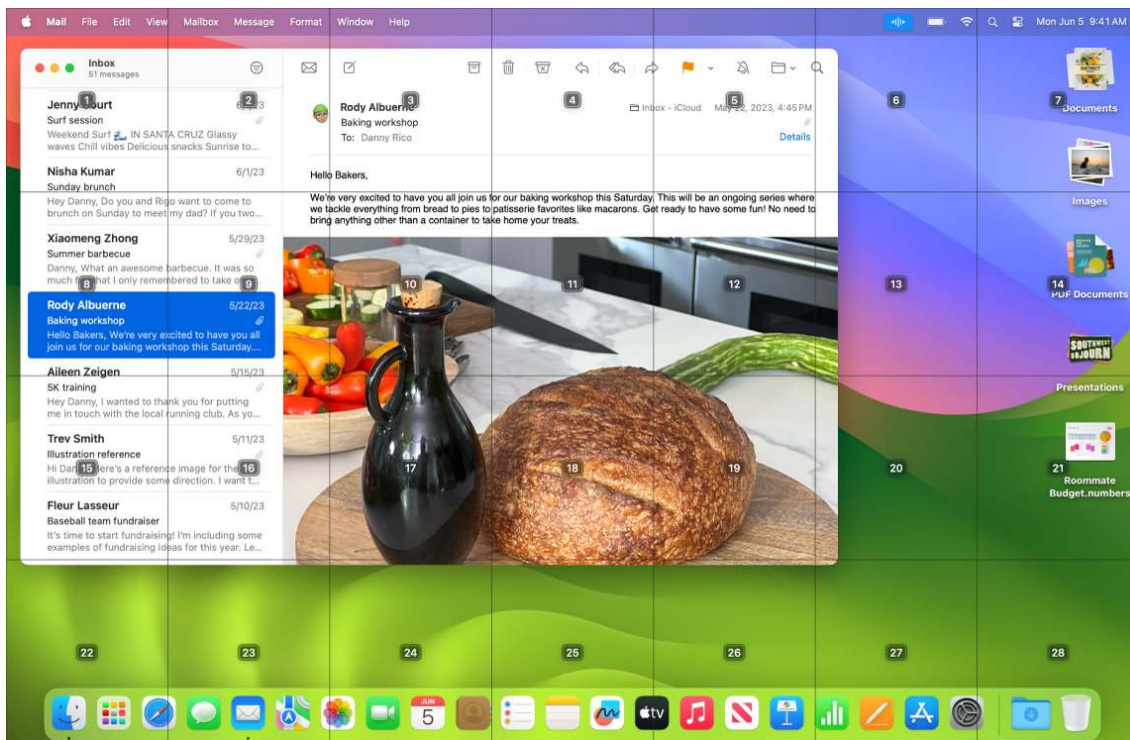 Mail File Edit View Mailbox Message Format Window Help
Mon Jun 5 9:41 AM
Inbox
51 messages
Jenny Court
Surf session
Weekend Surf 🌊 IN SANTA CRUZ Glassy
waves Chill vibes Delicious snacks Sunrise to...
Nisha Kumar 6/1/23
Sunday brunch
Hey Danny, Do you and Rigo want to come to
brunch on Sunday to meet my dad? If you two...
Xiaomeng Zhong 5/29/23
Summer barbecue
Danny, What an awesome barbecue. It was so
much that I only remembered to take
Rody Albuerne 5/22/23
Baking workshop
Hello Bakers, We're very excited to have you all
join us for our baking workshop this Saturday....
Aileen Zeigen 5/15/23
5K training
Hey Danny, I wanted to thank you for putting
me in touch with the local running club. As yo...
Trev Smith 5/11/23
Illustration reference
Hi here's a reference image for the
illustration to provide some direction. I want t...
Fleur Lasseur 5/10/23
Baseball team fundraiser
It's time to start fundraising! I'm including some
examples of fundraising ideas for this year. Le...
Rody Albuerne
Inbox - iCloud May 22, 2023, 4:45 PM
Baking workshop
To: Danny Rico
Details
Hello Bakers,
We're very excited to have you all join us for our baking workshop this Saturday. This will be an ongoing series where
we tackle everything from bread to pies to patisserie favorites like macarons. Get ready to have some fun! No need to
bring anything other than a container to take home your treats.
Documents
Images
PDF Documents
SOUTHWEST
SOJOURN
Presentations
Roommate
Budget.numbers
1 2 3 4 5 6 7
8 9 10 11 12 13 14
15 16 17 18 19 20 21
22 23 24 25 26 27 28
JUN
5
tv